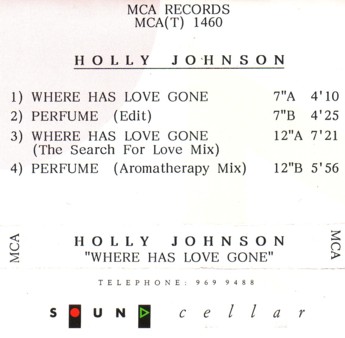 MCA RECORDS
MCA(T) 1460
HOLLY JOHNSON
1) WHERE HAS LOVE GONE 7"A 4'10
2) PERFUME (Edit) 7"B 4'25
3) WHERE HAS LOVE GONE 12"A 7'21
(The Search For Love Mix)
4) PERFUME (Aromatherapy Mix) 12"B 5'56
MCA
HOLLY JOHNSON
MCA
"WHERE HAS LOVE GONE"
TELEPHONE: 969 9488
SOUND cellar